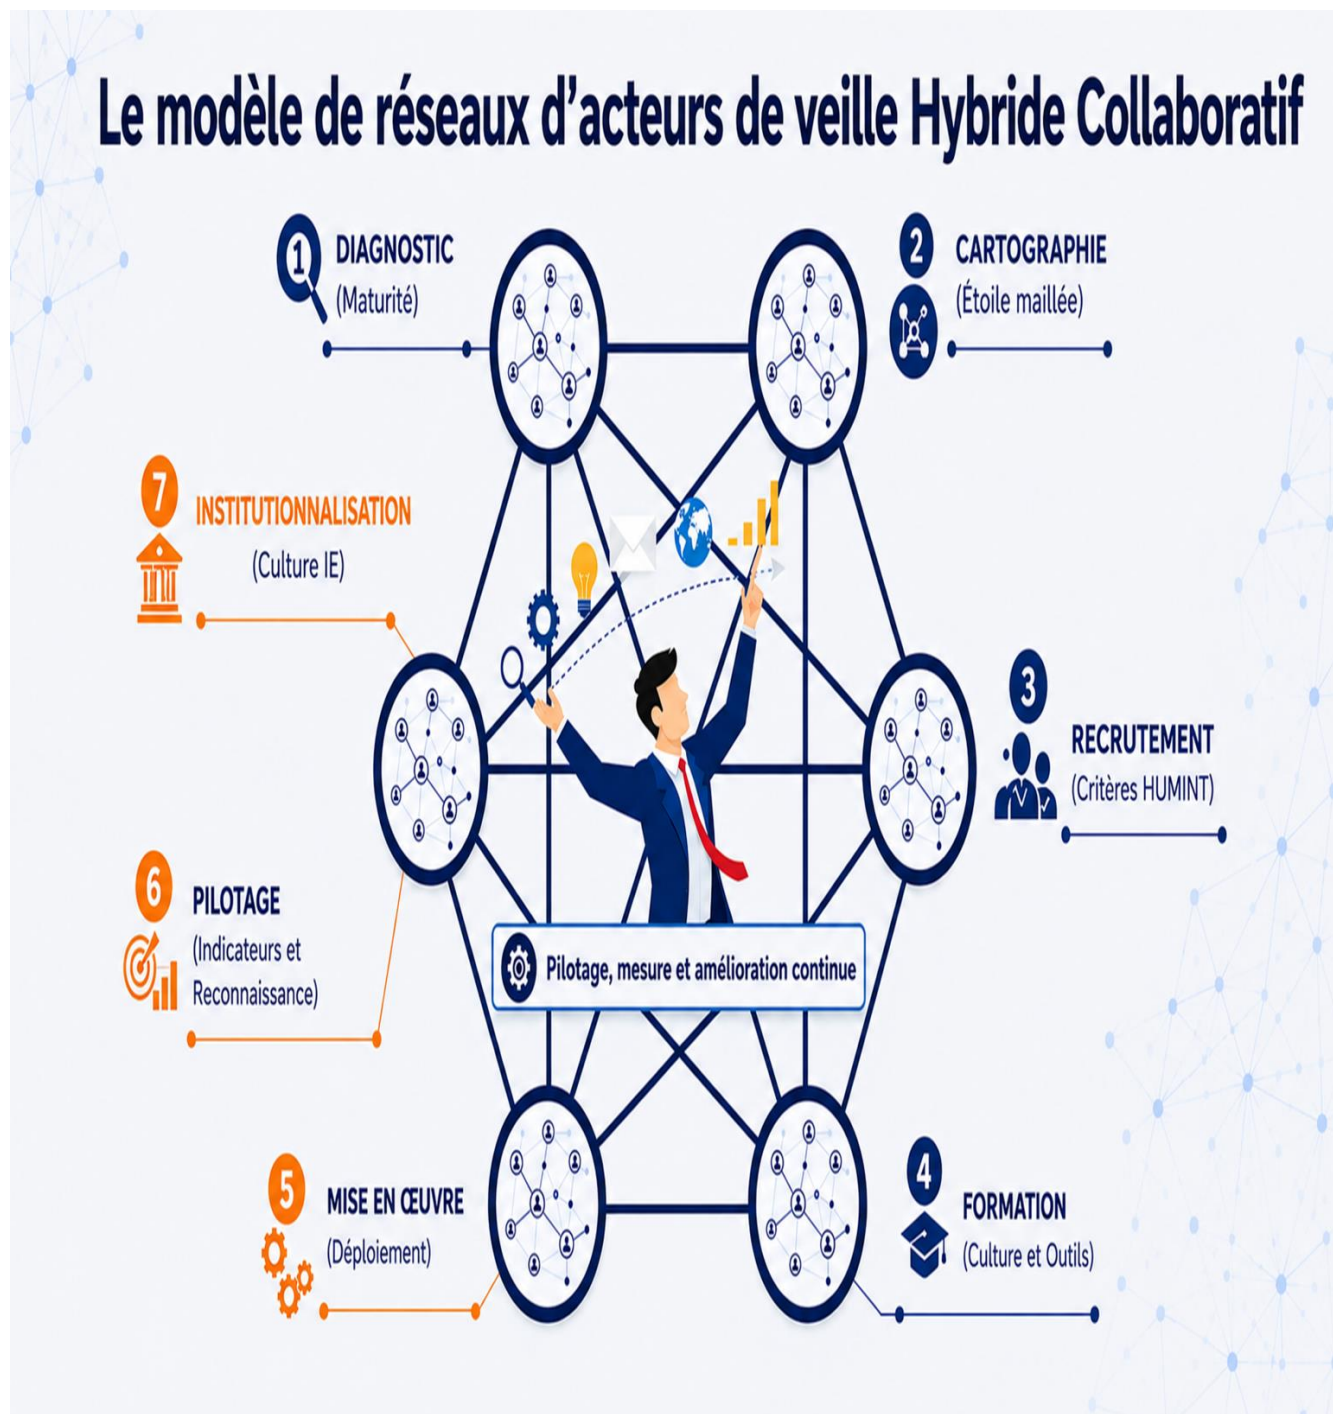 Le modèle de réseaux d’acteurs de veille Hybride Collaboratif
1
DIAGNOSTIC
(Maturité)
2
CARTOGRAPHIE
(Étoile maillée)
7
INSTITUTIONNALISATION
(Culture IE)
3
RECRUTEMENT
(Critères HUMINT)
6
PILOTAGE
(Indicateurs et
Reconnaissance)
Pilotage, mesure et amélioration continue
5
MISE EN ŒUVRE
(Déploiement)
4
FORMATION
(Culture et Outils)